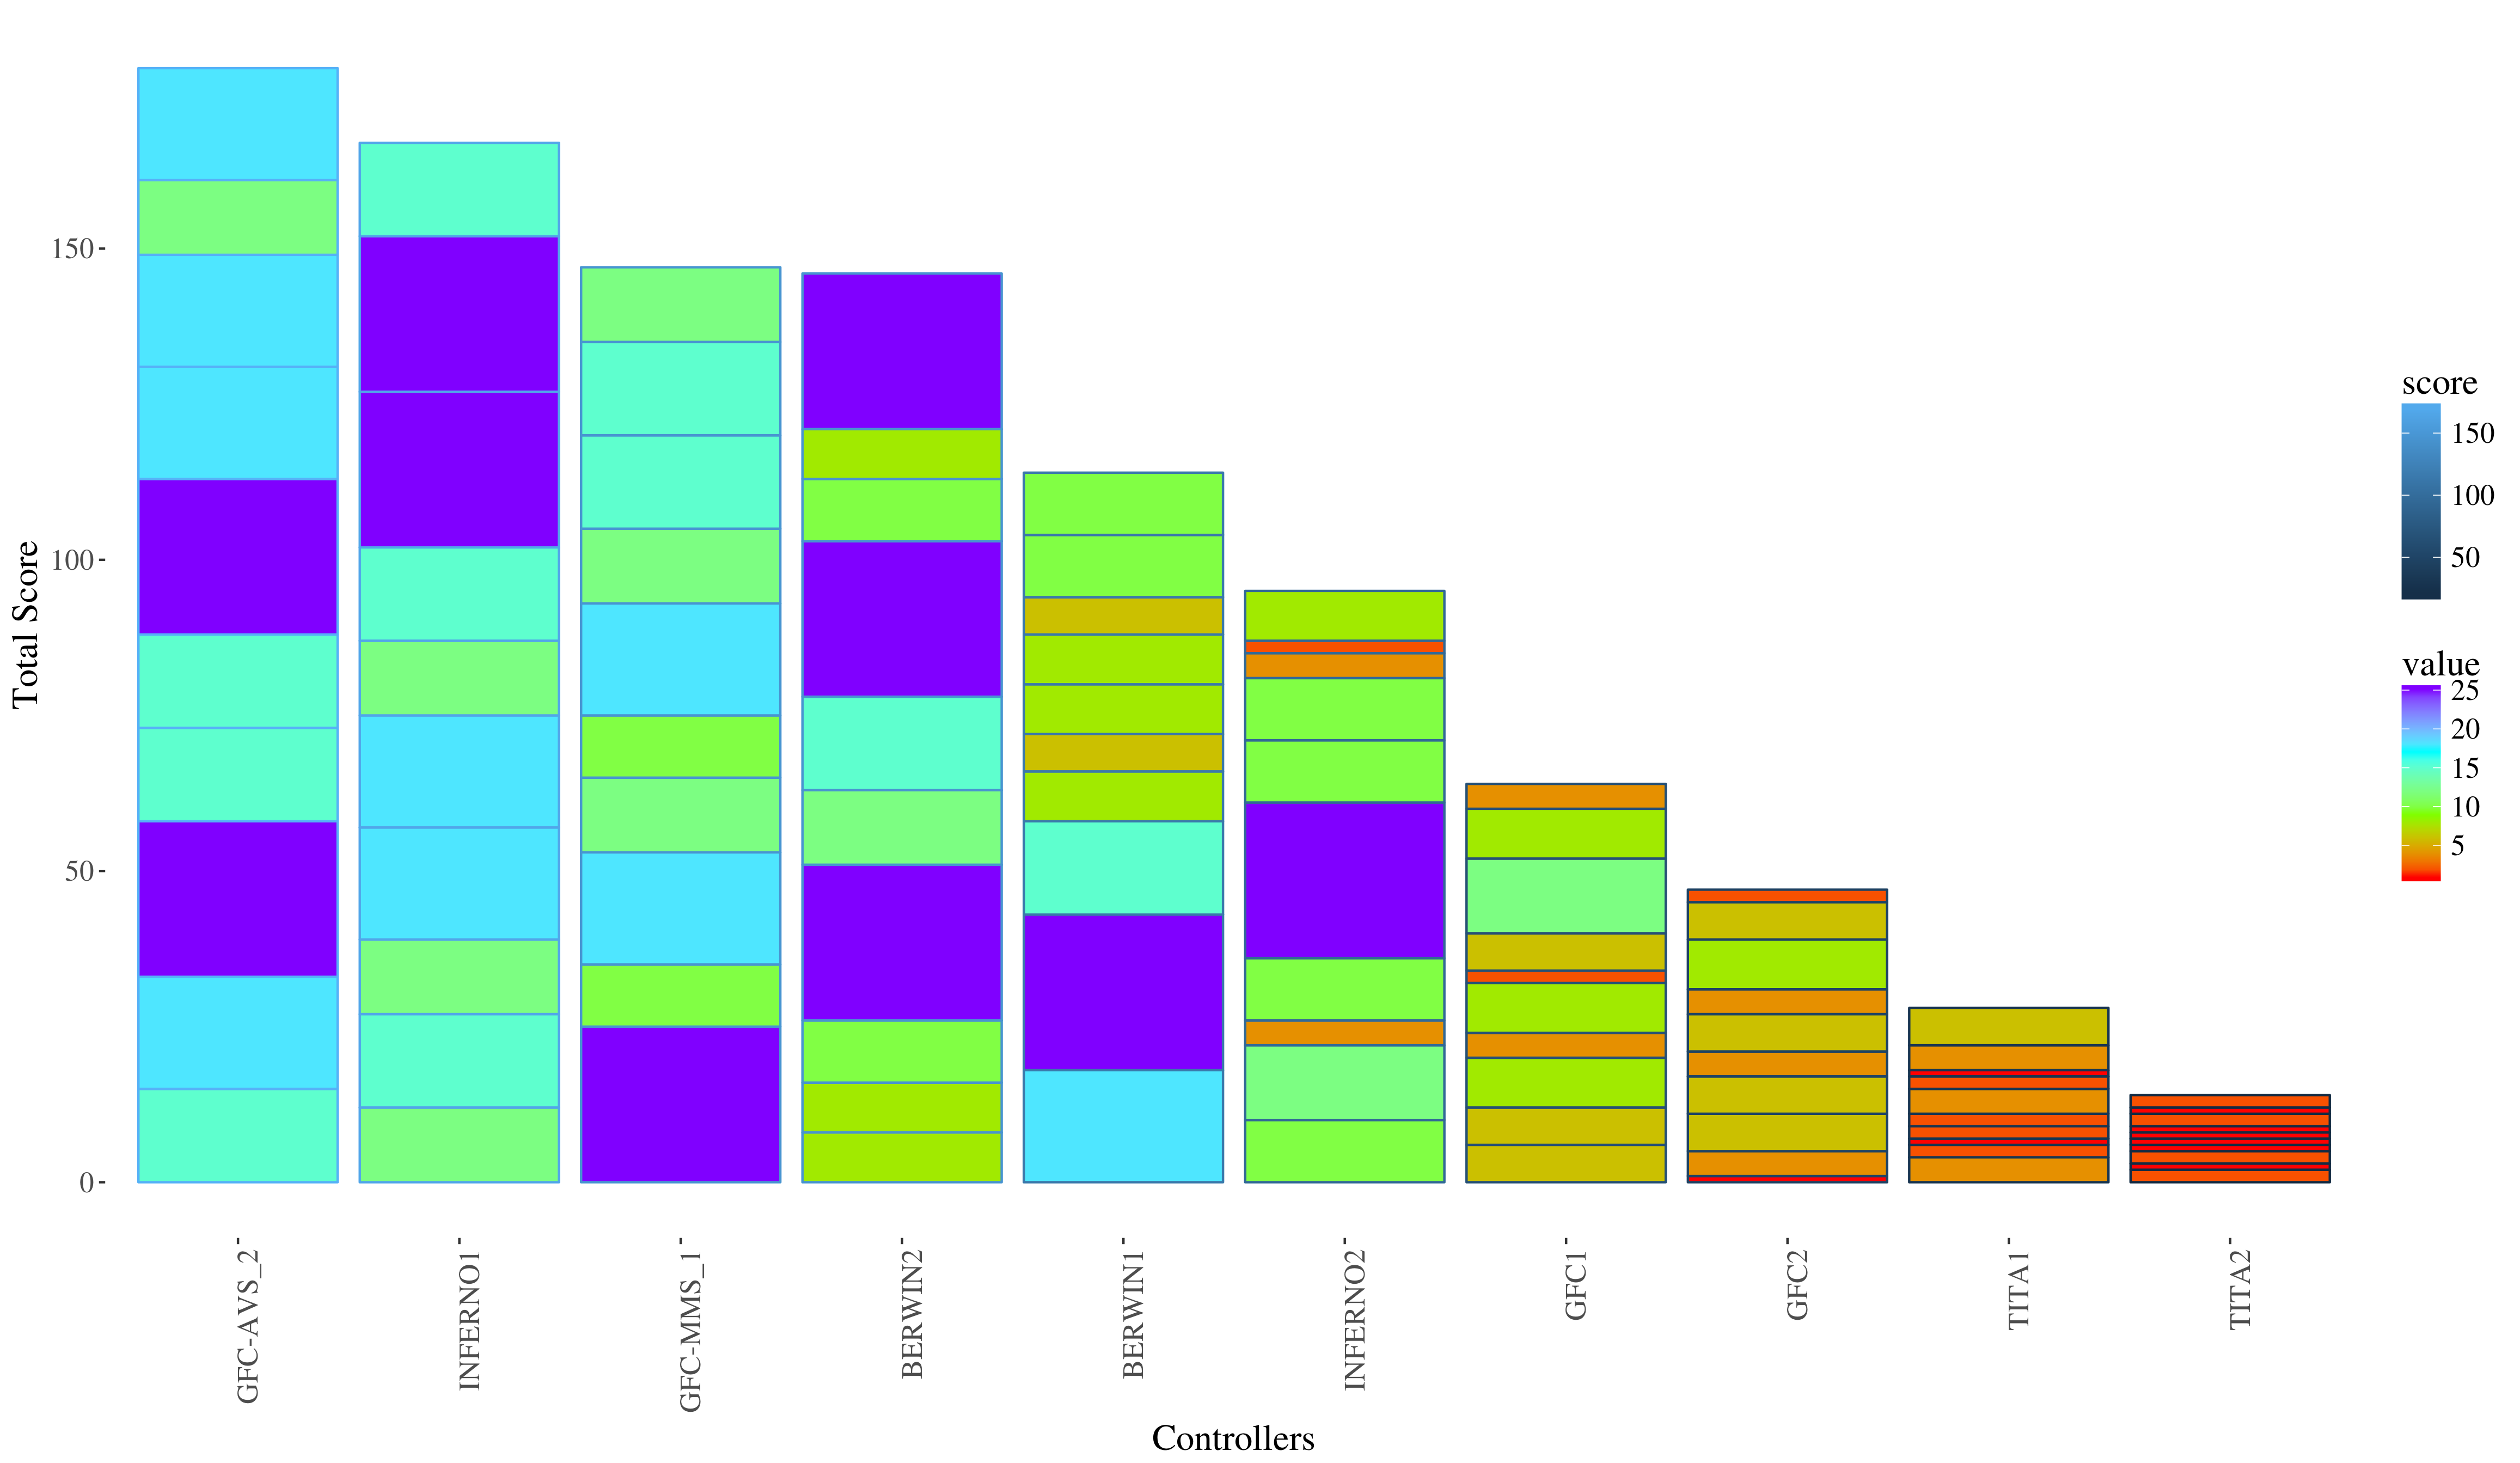 Total Score
150
100
50
0
GFC-AVS_2
INFERNO1
GFC-MMS_1
BERWIN2
BERWIN1
INFERNO2
GFC1
GFC2
TITA1
TITA2
Controllers
score
150
100
50
value
25
20
15
10
5